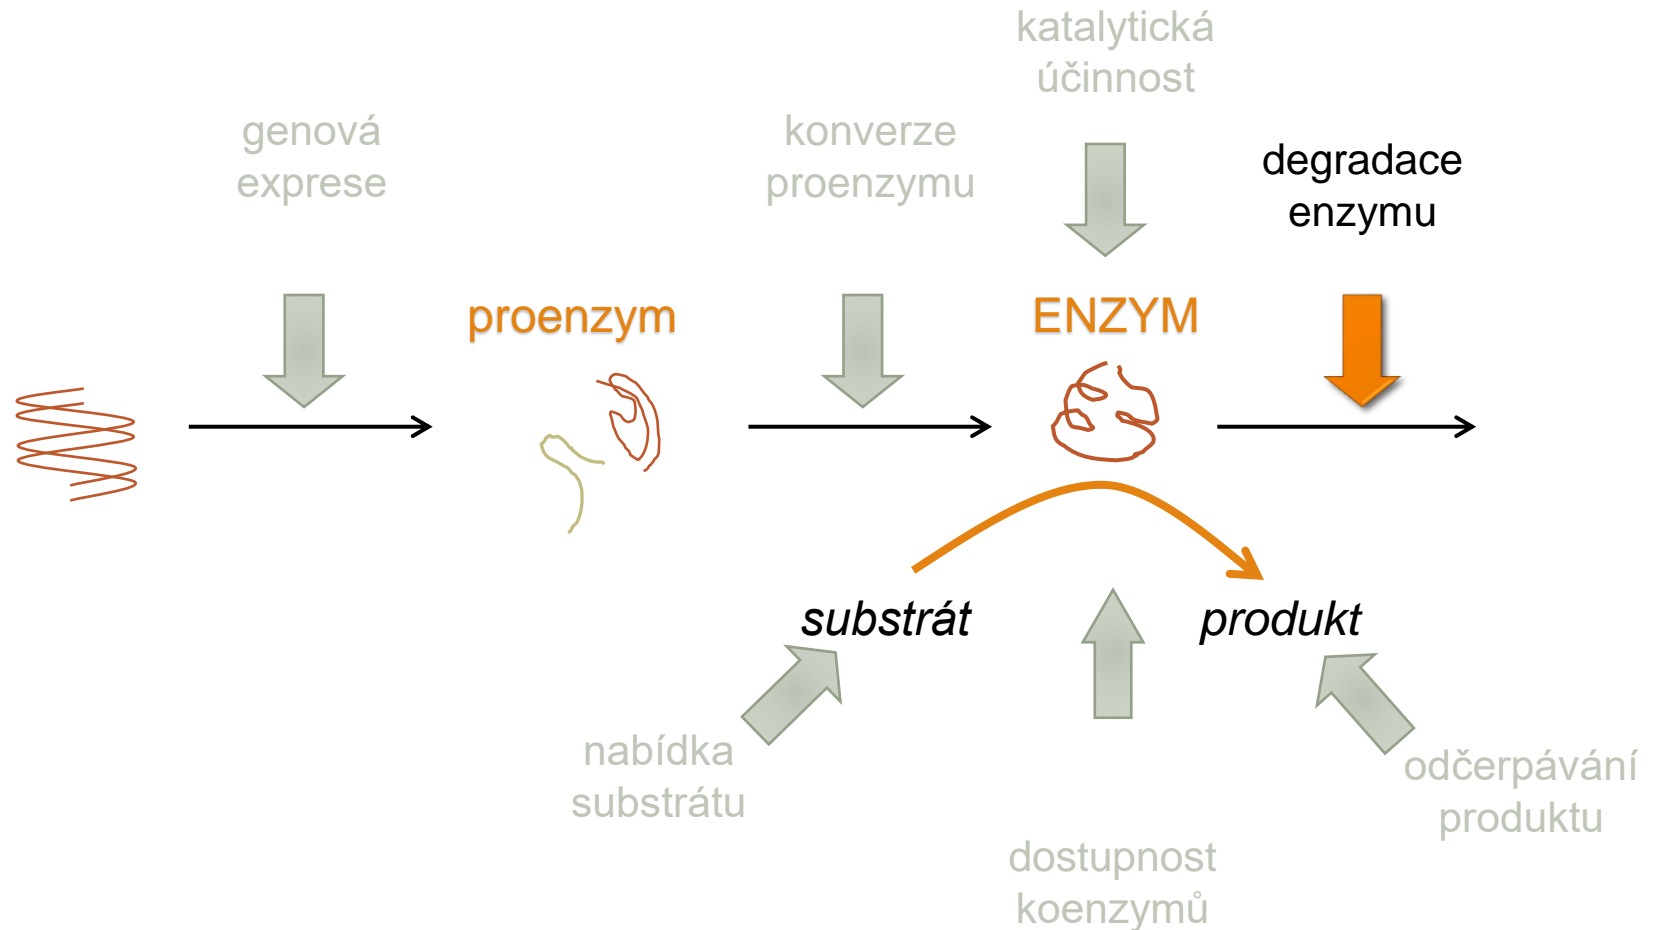 katalytická
účinnost
genová
exprese
konverze
proenzymu
degradace
enzymu
proenzym
ENZYM
substrát
produkt
nabídka
substrátu
odčerpávání
produktu
dostupnost
koenzymů